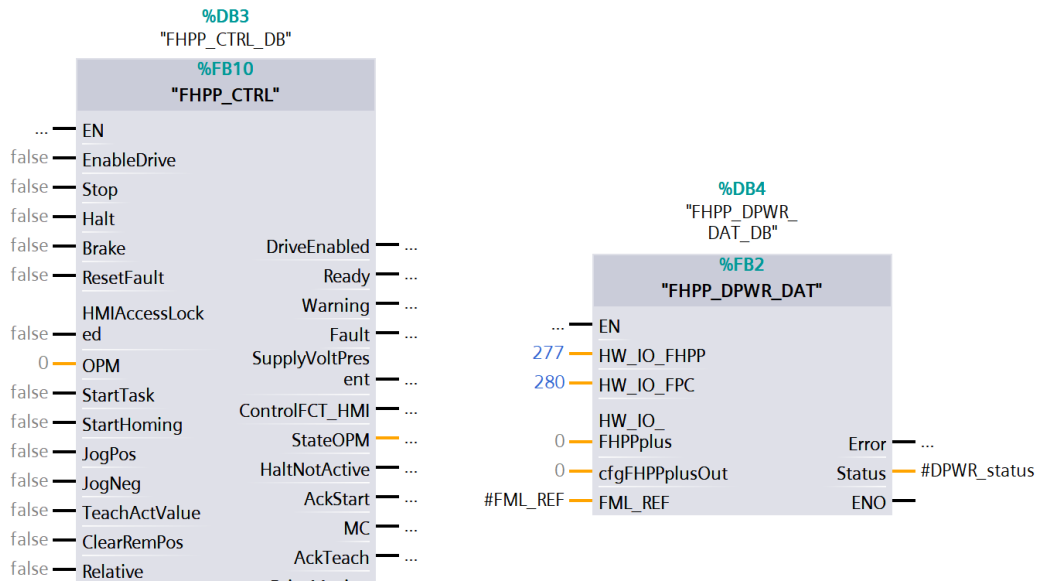 %DB3
"FHPP_CTRL_DB"
%FB10
"FHPP_CTRL"
... EN
false EnableDrive
false Stop
false Halt
false Brake
false ResetFault
HMIAccessLock
false ed
0 OPM
false StartTask
false StartHoming
false JogPos
false JogNeg
false TeachActValue
false ClearRemPos
false Relative
DriveEnabled ...
Ready ...
Warning ...
Fault ...
SupplyVoltPres
ent ...
ControlFCT_HMI ...
StateOPM ...
HaltNotActive ...
AckStart ...
MC ...
AckTeach ...
%DB4
"FHPP_DPWR_
DAT_DB"
%FB2
"FHPP_DPWR_DAT"
... EN
277 HW_IO_FHPP
280 HW_IO_FPC
HW_IO_
0 FHPPplus
0 cfgFHPPplusOut
#FML_REF FML_REF
Error ...
Status #DPWR_status
ENO